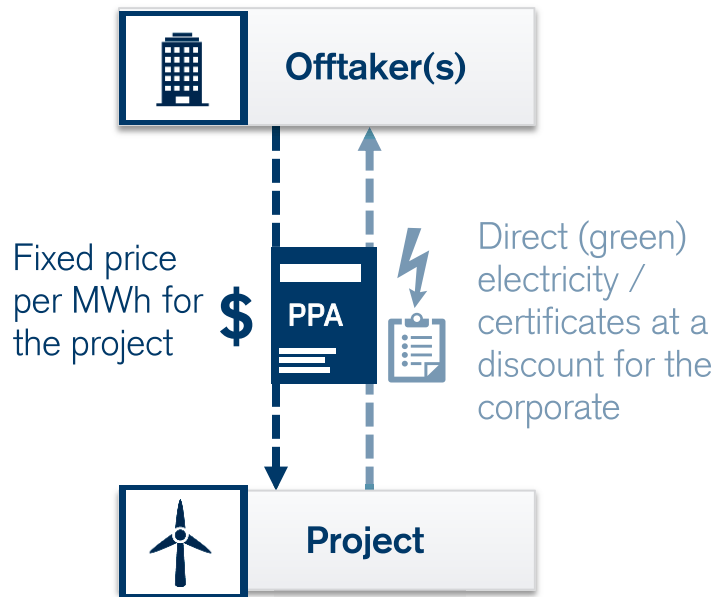 Offtaker(s)
Fixed price
per MWh for
the project
$
PPA
Direct (green)
electricity /
certificates at a
discount for the
corporate
Project